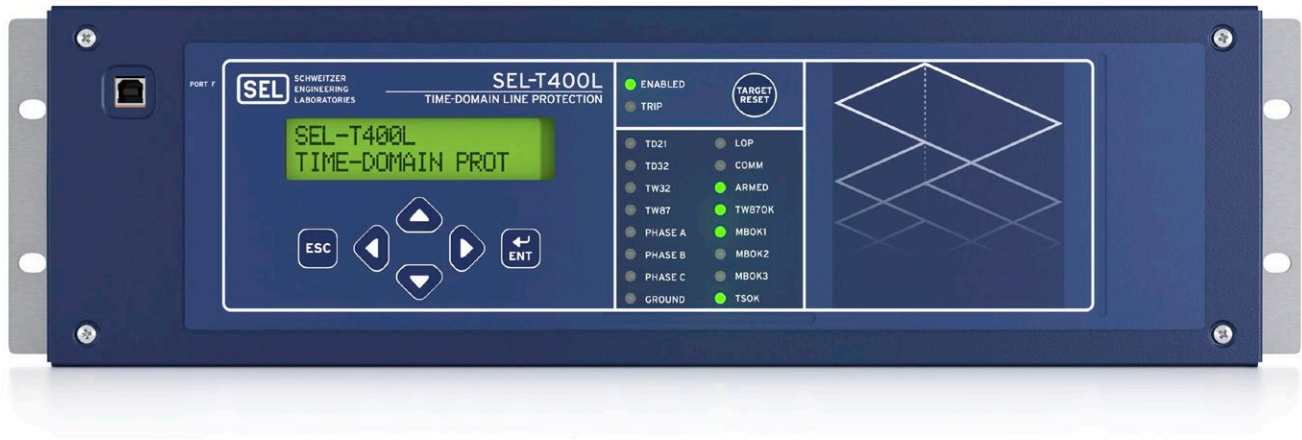 PORT F
SEL
SCHWEITZER
ENGINEERING
LABORATORIES
SEL-T400L
TIME-DOMAIN LINE PROTECTION
SEL-T400L
TIME-DOMAIN PROT
ESC
ENT
ENABLED
TRIP
TARGET
RESET
TD21
TD32
TW32
TW87
PHASE A
PHASE B
PHASE C
GROUND
LOP
COMM
ARMED
TW87OK
MBOK1
MBOK2
MBOK3
TSOK